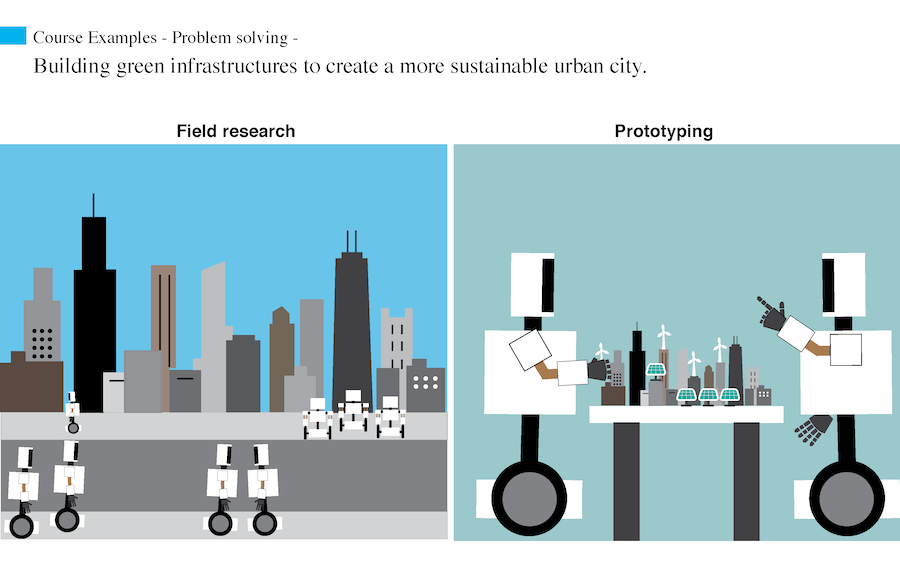 Course Examples - Problem solving -
Building green infrastructures to create a more sustainable urban city.
Field research
Prototyping